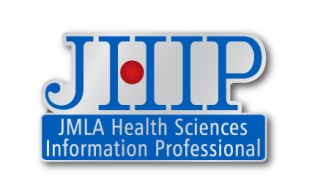 JHIP
JMLA Health Sciences
Information Professional